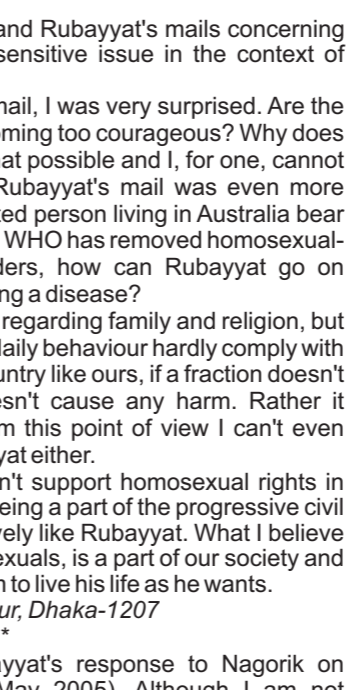 and Rubayyat's mails concerning
sensitive issue in the context of
mail, I was very surprised. Are the
oming too courageous? Why does
at possible and I, for one, cannot
Rubayyat's mail was even more
ted person living in Australia bear
WHO has removed homosexual-
ders, how can Rubayyat go on
ng a disease?
regarding family and religion, but
daily behaviour hardly comply with
untry like ours, if a fraction doesn't
esn't cause any harm. Rather it
m this point of view I can't even
yat either.
n't support homosexual rights in
eing a part of the progressive civil
vely like Rubayyat. What I believe
exuals, is a part of our society and
n to live his life as he wants.
ur, Dhaka-1207
*
ayyat's response to Nagorik on
May 2005). Although I am not